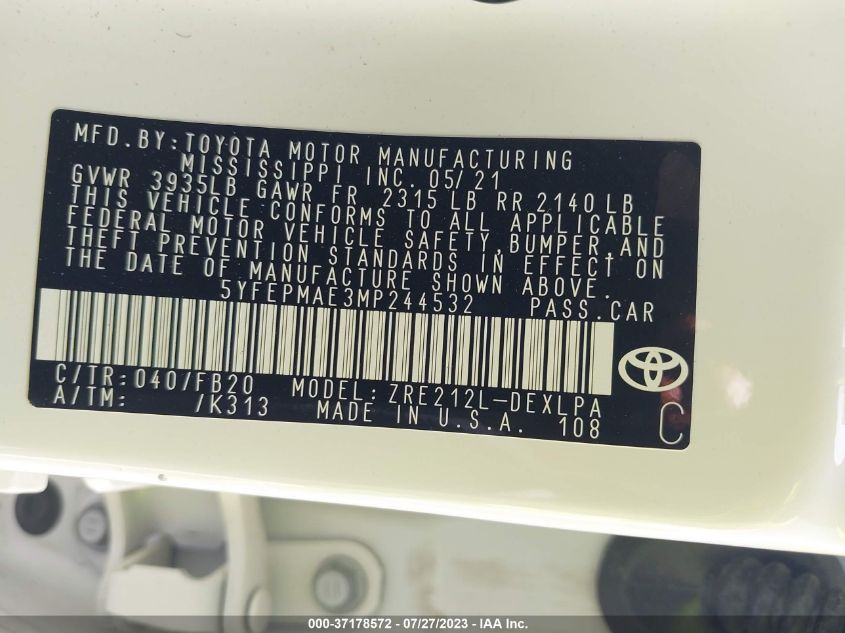 MFD.BY:TOYOTA MOTOR MANUFACTURING
MISSISSIPPI INC. 05/21
GVWR 3935LB GAWR FR 2315 LB RR 2140 LB
THIS VEHICLE CONFORMS TO ALL APPLICABLE
FEDERAL MOTOR VEHICLE SAFETY,BUMPER,AND
THEFT PREVENTION STANDARDS IN EFFECT ON
THE DATE OF MANUFACTURE SHOWN ABOVE.
5YFEPMAE3MP244532 PASS.CAR
C/TR:040/FB20 MODEL:ZRE212L-DEXLPA
A/TM: /K313 MADE IN U.S.A. 108 C
000-37178572 / 07/27/2023 - IAA Inc.